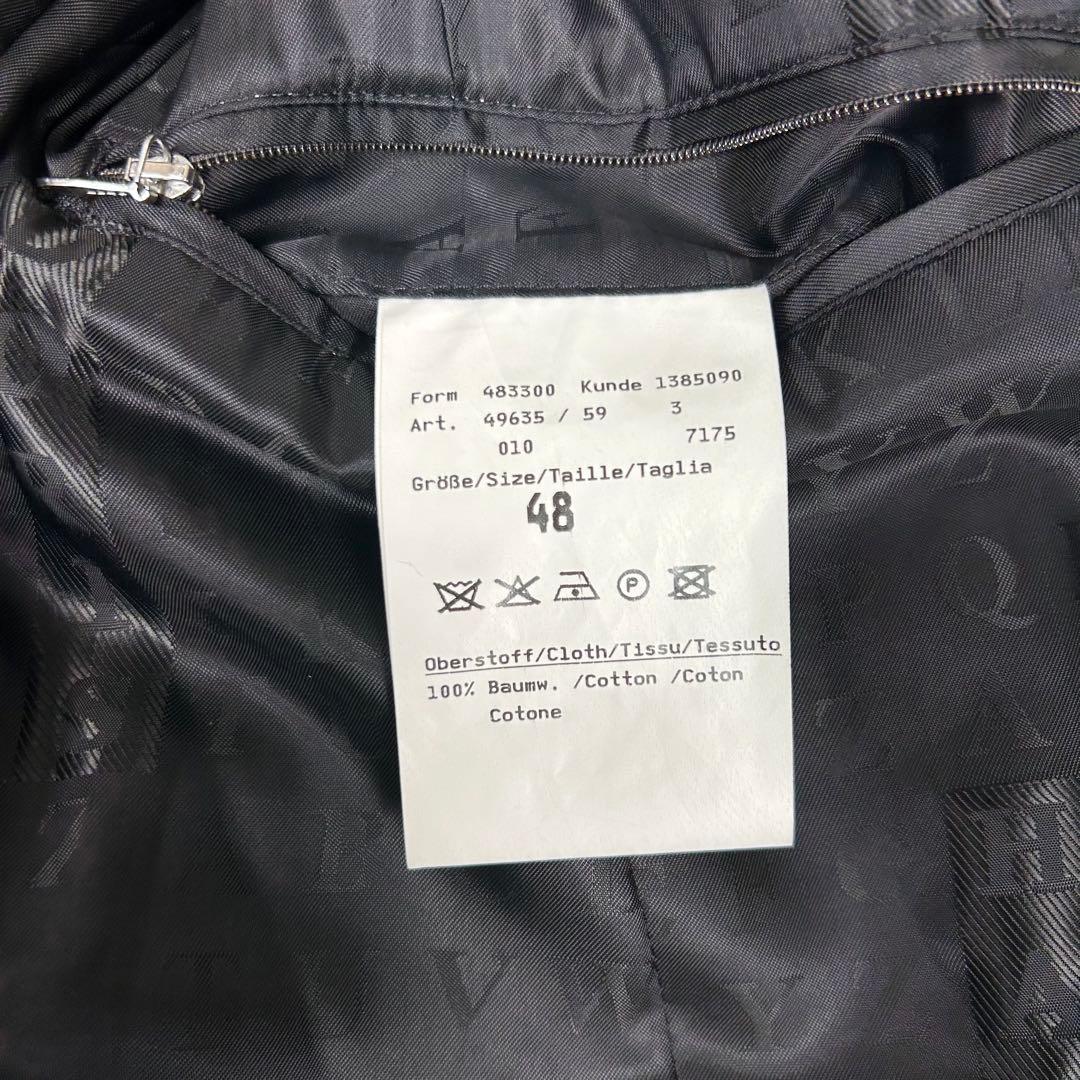 Form 483300 Kunde 1385090
Art. 49635 / 59 3
010 7175
Größe/Size/Taille/Taglia
48
P
Oberstoff/Cloth/Tissu/Tessuto
100% Baumw. /Cotton /Coton
Cotone